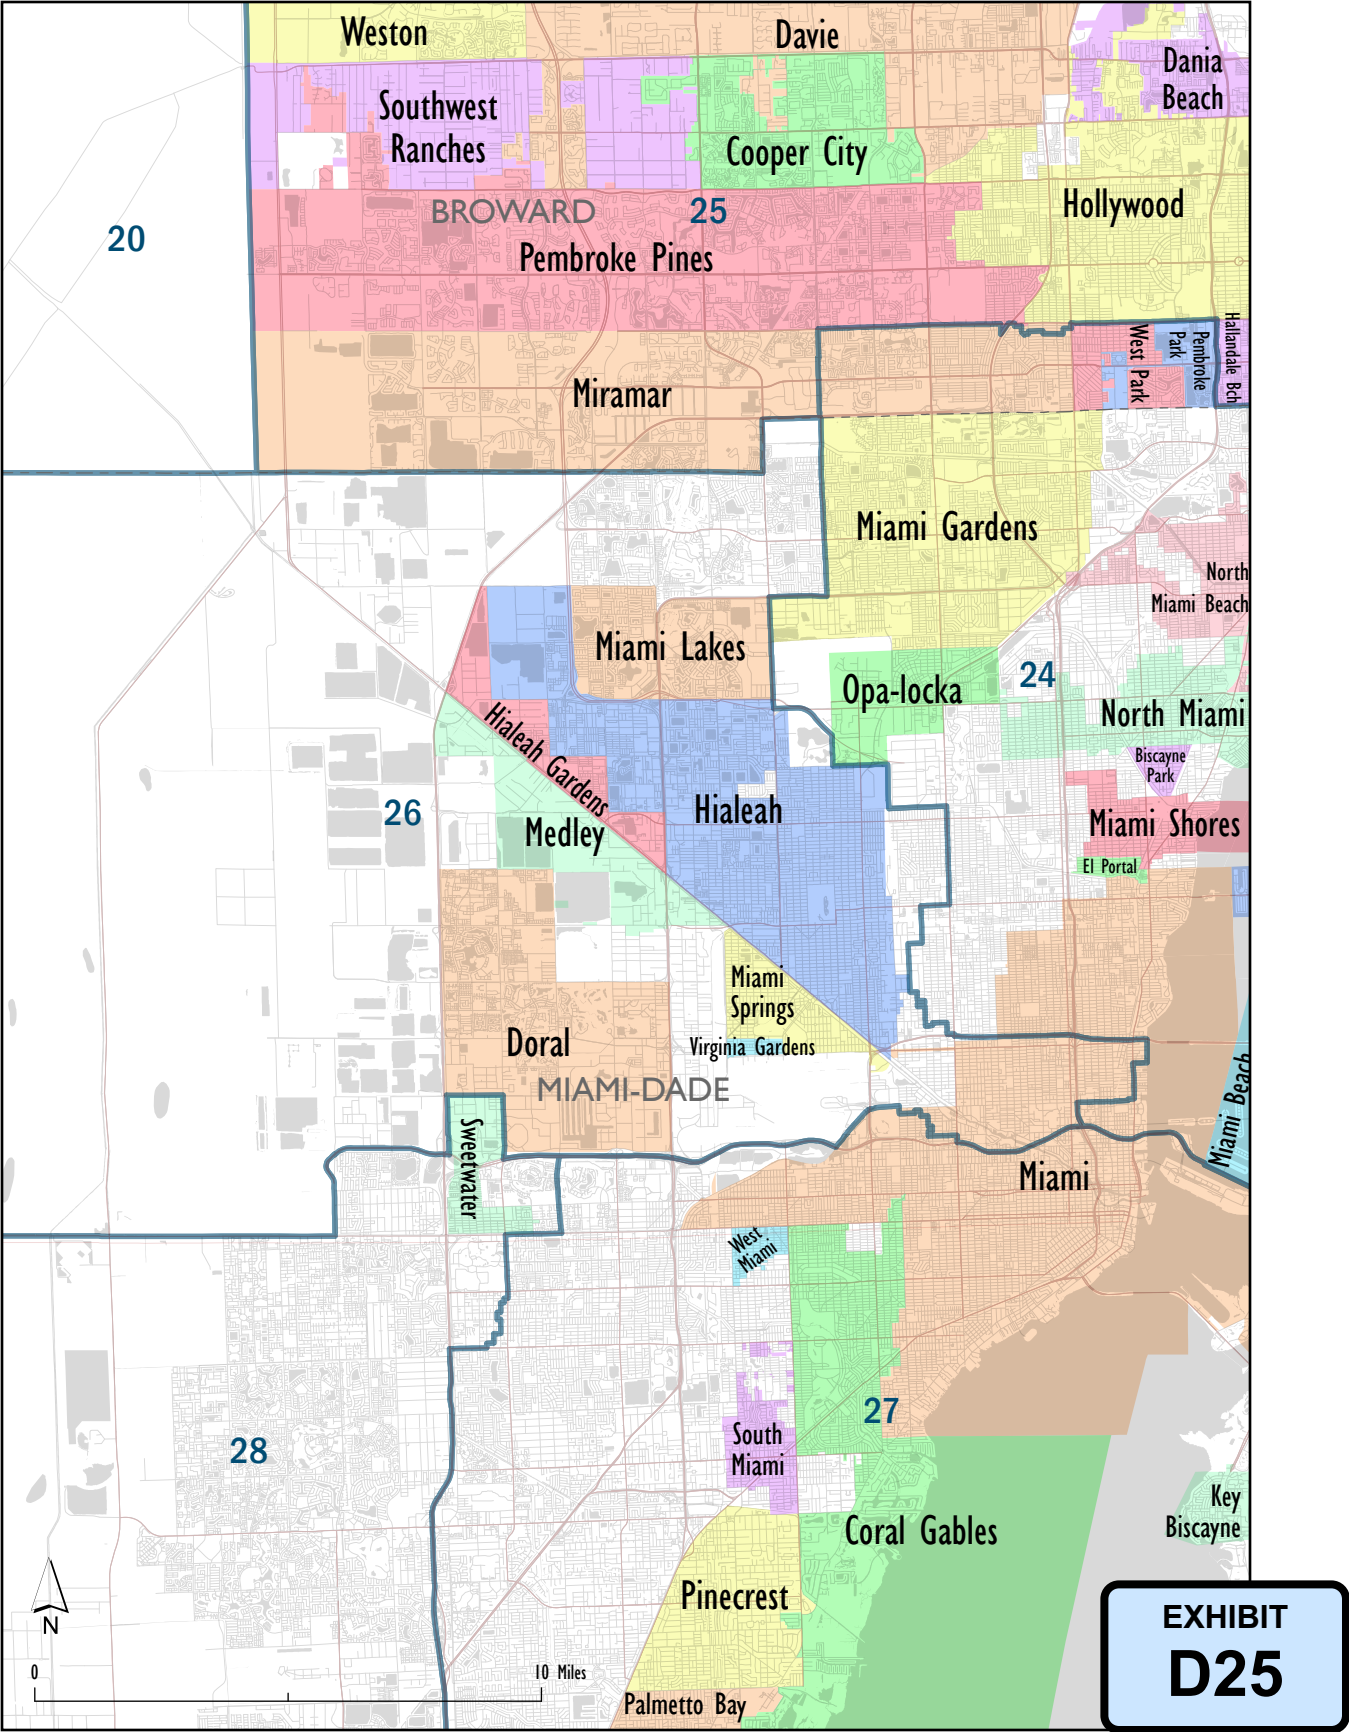 Weston
Davie
Dania
Beach
Southwest
Ranches
Cooper City
BROWARD
25
Hollywood
20
Pembroke Pines
Miramar
West Park
Pembroke
Park
Hallandale Bch
Miami Gardens
North
Miami Beach
Miami Lakes
24
Opa-locka
North Miami
Hialeah Gardens
Biscayne
Park
26
Hialeah
Medley
Miami Shores
El Portal
Miami
Springs
Doral
Virginia Gardens
MIAMI-DADE
Miami Beach
Sweetwater
Miami
West
Miami
27
28
South
Miami
Key
Biscayne
Coral Gables
Pinecrest
N
0
10 Miles
Palmetto Bay
EXHIBIT
D25